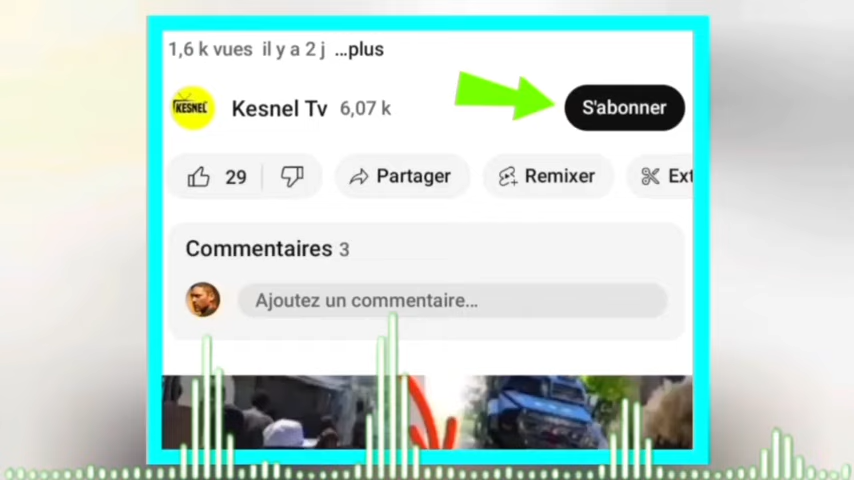 1,6 k vues il y a 2 j ...plus
KESNEL
Kesnel Tv 6,07 k
S'abonner
29
Partager
Remixer
Ext
Commentaires 3
Ajoutez un commentaire...